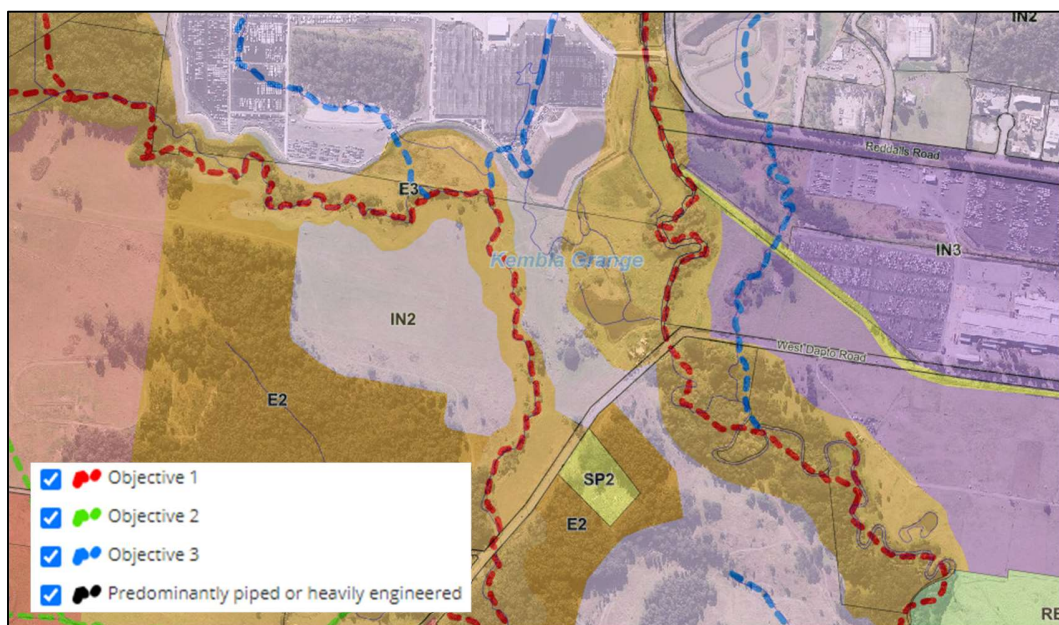 IN2
Reddalls Road
E3
IN3
Kembla Grange
IN2
West Dapto Road
E2
SP2
E2
Objective 1
Objective 2
Objective 3
Predominantly piped or heavily engineered
RE